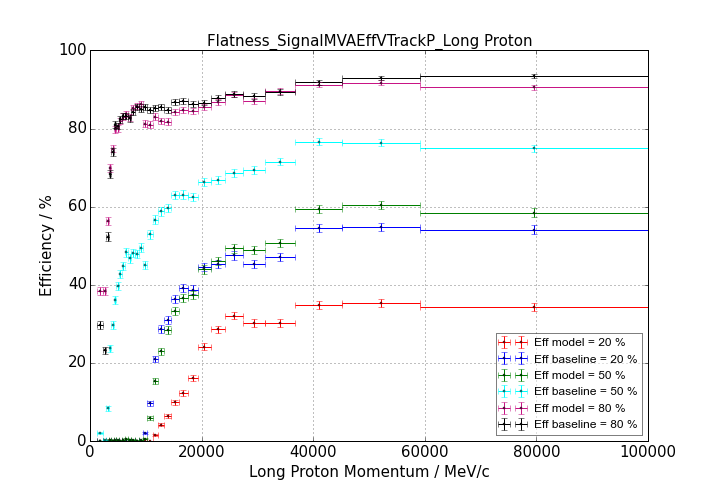 Flatness_SignalMVAEffVTrackP_Long Proton
100
80
60
40
20
0
Efficiency / %
0 20000 40000 60000 80000 100000
Long Proton Momentum / MeV/c
Eff model = 20 %
Eff baseline = 20 %
Eff model = 50 %
Eff baseline = 50 %
Eff model = 80 %
Eff baseline = 80 %